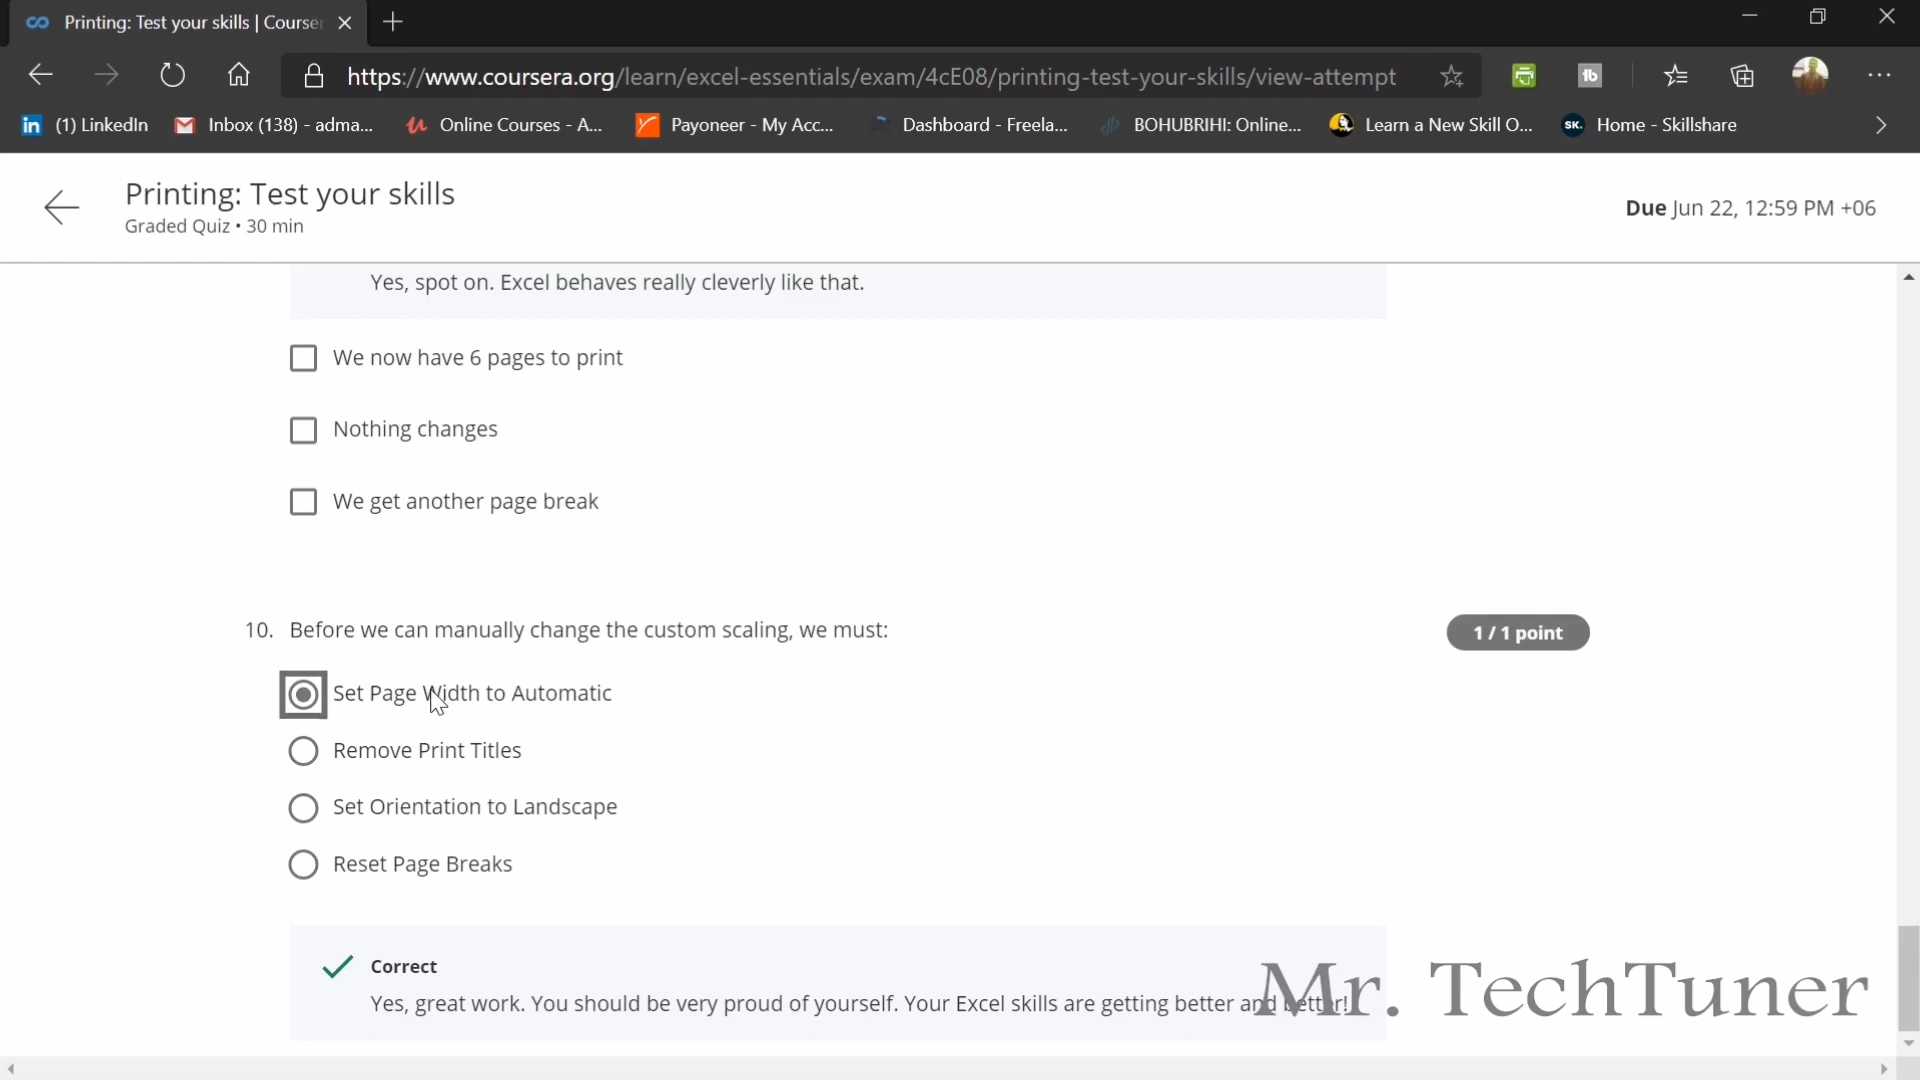 Printing: Test your skills | Courser
https://www.coursera.org/learn/excel-essentials/exam/4cE08/printing-test-your-skills/view-attempt
tb
in (1) LinkedIn
Inbox (138) - adma...
Online Courses - A...
Payoneer - My Acc...
Dashboard - Freela...
BOHUBRIHI: Online...
Learn a New Skill O...
SK. Home - Skillshare
Printing: Test your skills
Graded Quiz • 30 min
Due Jun 22, 12:59 PM +06
Yes, spot on. Excel behaves really cleverly like that.
We now have 6 pages to print
Nothing changes
We get another page break
10. Before we can manually change the custom scaling, we must:
1 / 1 point
Set Page Width to Automatic
Remove Print Titles
Set Orientation to Landscape
Reset Page Breaks
Correct
Yes, great work. You should be very proud of yourself. Your Excel skills are getting better and better!
Mr. TechTuner